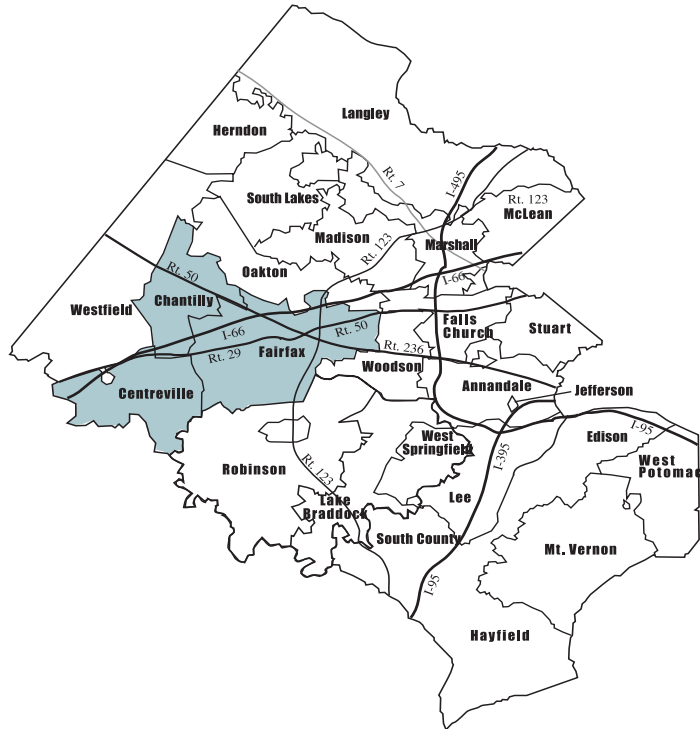 Langley
Herndon
Rt. 7
I-495
South Lakes
Rt. 123
McLean
Madison
Rt. 123
Marshall
Oakton
Rt. 50
I-66
Chantilly
Westfield
Falls
Church
Stuart
I-66
Rt. 50
Rt. 29
Fairfax
Rt. 236
Woodson
Annandale
Jefferson
Centreville
West
Springfield
Edison
I-95
I-395
West
Potomac
Robinson
Rt. 123
Lake
Braddock
Lee
South County
Mt. Vernon
I-95
Hayfield